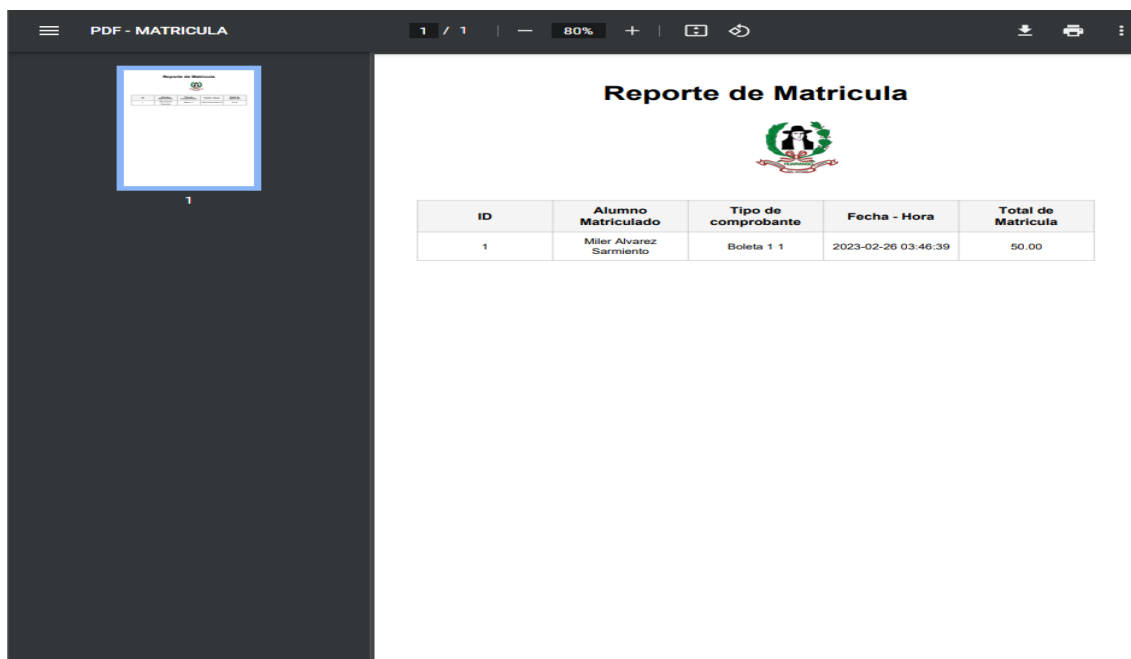 PDF - MATRICULA
1 / 1
80%
1
Reporte de Matricula
HUARANGO
ID Alumno Matriculado Tipo de comprobante Fecha - Hora Total de Matricula
1 Miler Alvarez Sarmiento Boleta 1 1 2023-02-26 03:46:39 50.00